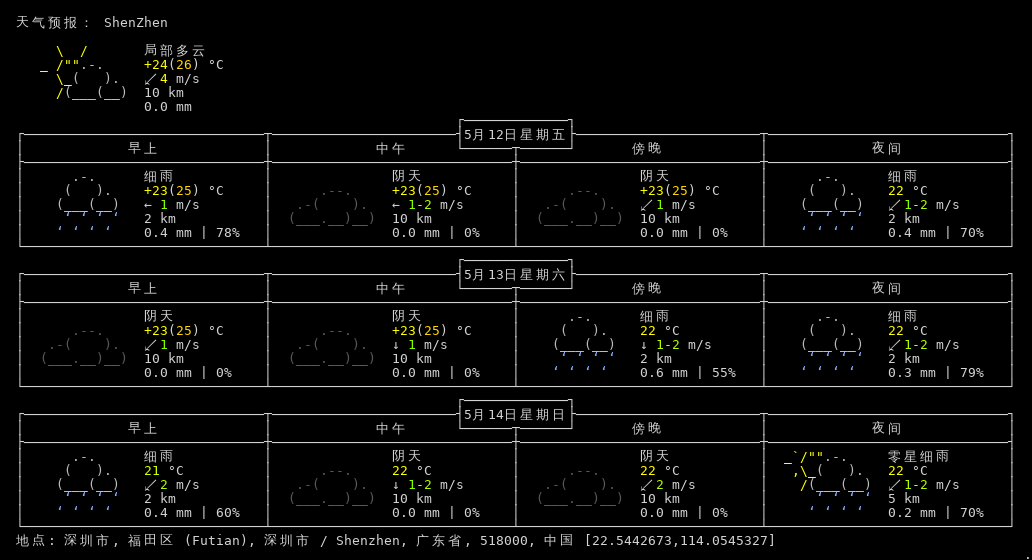 天气预报： ShenZhen
局部多云
+24(26) °C
↙ 4 m/s
10 km
0.0 mm
5月12日星期五
早上 中午 傍晚 夜间
细雨 阴天 阴天 细雨
+23(25) °C +23(25) °C +23(25) °C 22 °C
← 1 m/s ← 1-2 m/s ↙ 1 m/s ↙ 1-2 m/s
2 km 10 km 10 km 2 km
0.4 mm | 78% 0.0 mm | 0% 0.0 mm | 0% 0.4 mm | 70%
5月13日星期六
早上 中午 傍晚 夜间
阴天 阴天 细雨 细雨
+23(25) °C +23(25) °C 22 °C 22 °C
↙ 1 m/s ↓ 1 m/s ↓ 1-2 m/s ↙ 1-2 m/s
10 km 10 km 2 km 2 km
0.0 mm | 0% 0.0 mm | 0% 0.6 mm | 55% 0.3 mm | 79%
5月14日星期日
早上 中午 傍晚 夜间
细雨 阴天 阴天 零星细雨
21 °C 22 °C 22 °C 22 °C
↙ 2 m/s ↓ 1-2 m/s ↙ 2 m/s ↙ 1-2 m/s
2 km 10 km 10 km 5 km
0.4 mm | 60% 0.0 mm | 0% 0.0 mm | 0% 0.2 mm | 70%
地点: 深圳市, 福田区 (Futian), 深圳市 / Shenzhen, 广东省, 518000, 中国 [22.5442673,114.0545327]